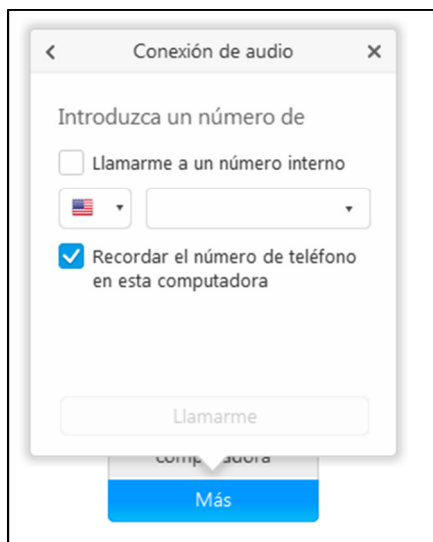 Conexión de audio
Introduzca un número de
Llamarme a un número interno
Recordar el número de teléfono
en esta computadora
Llamarme
Más